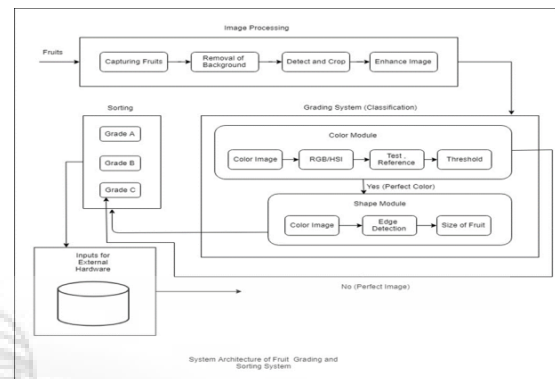 Image Processing
Fruits
Capturing Fruits
Removal of
Background
Detect and Crop
Enhance Image
Sorting
Grade A
Grade B
Grade C
Grading System (Classification)
Color Module
Color Image
RGB/HSI
Test ,
Reference
Threshold
Yes (Perfect Color)
Shape Module
Color Image
Edge
Detection
Size of Fruit
Inputs for
External
Hardware
No (Perfect Image)
System Architecture of Fruit Grading and
Sorting System